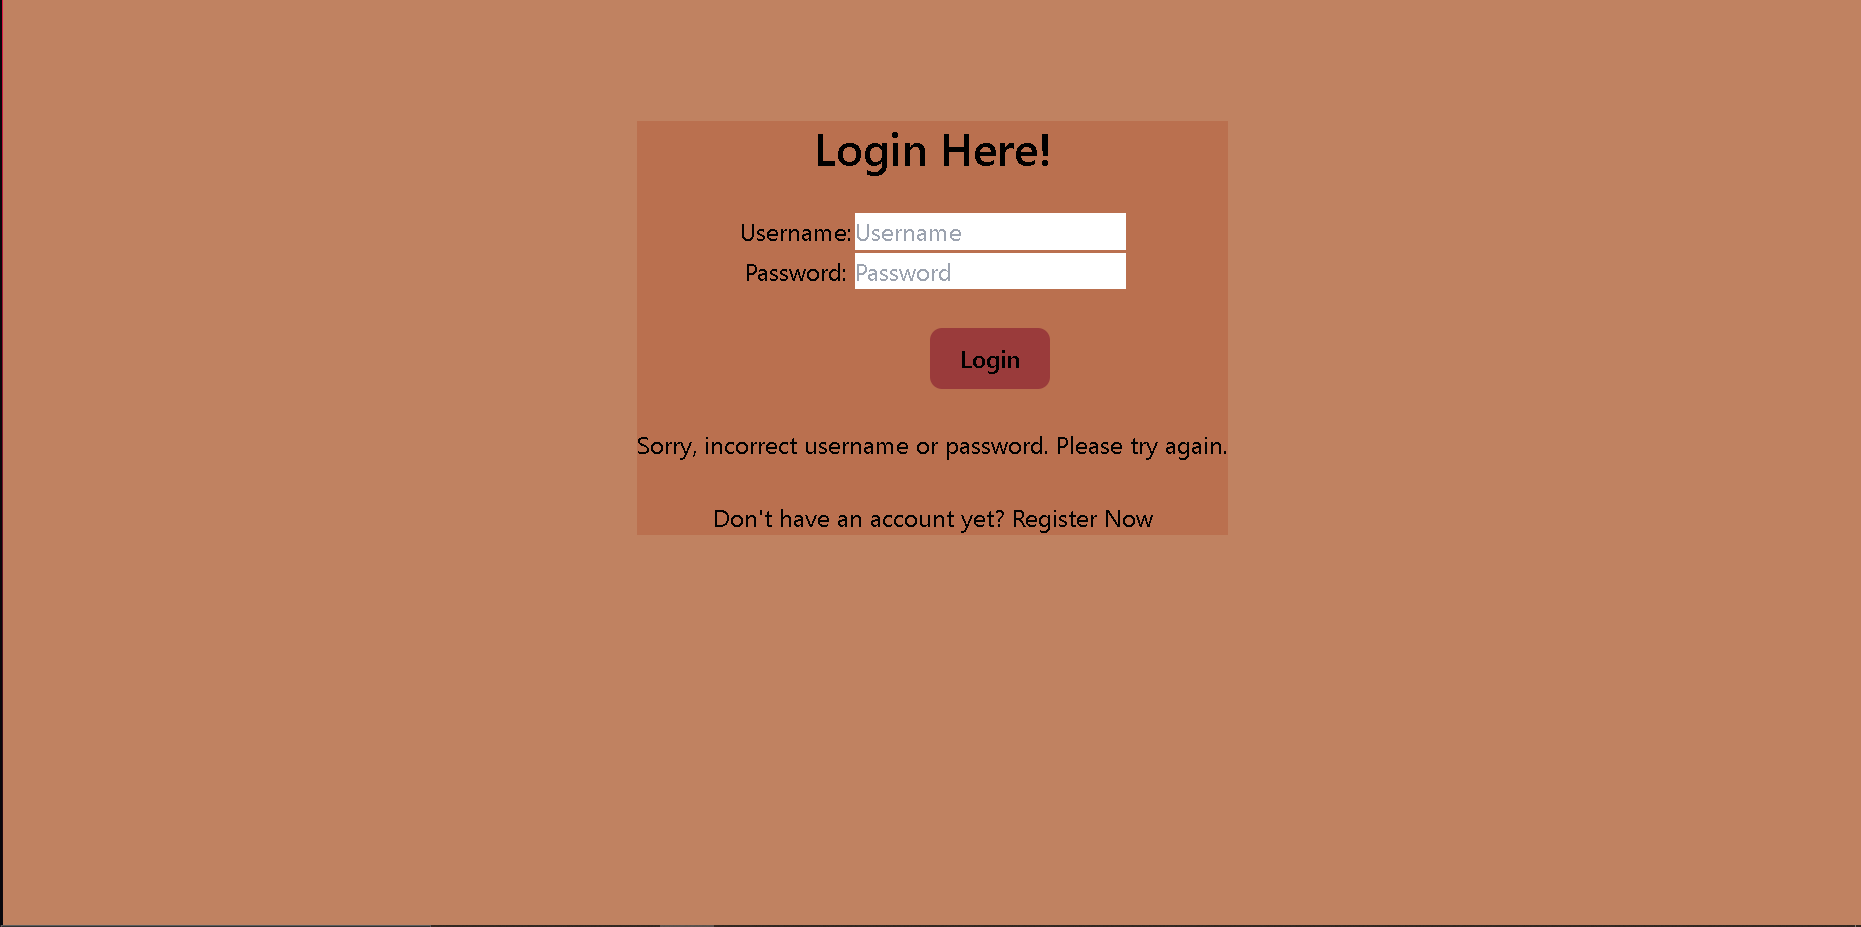 Login Here!
Username: Username
Password: Password
Login
Sorry, incorrect username or password. Please try again.
Don't have an account yet? Register Now